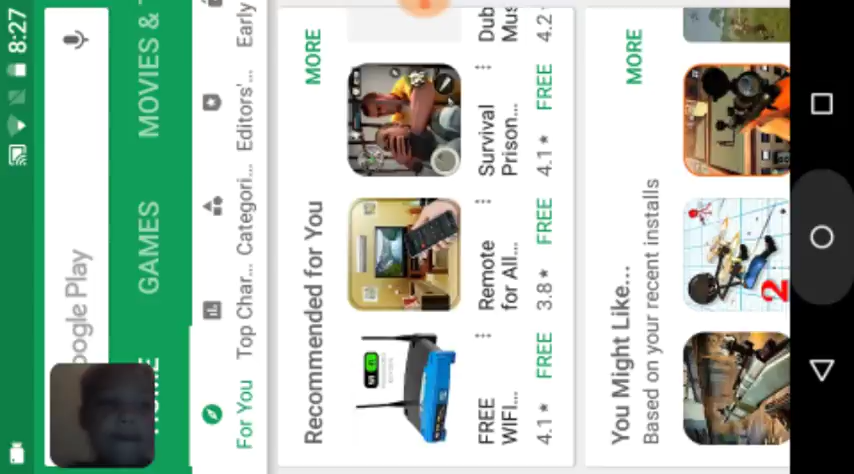 8:27
oogle Play
HOME
GAMES
MOVIES &
For You
Top Char...
Categori...
Editors'...
Early
Recommended for You
MORE
FREE
WIFI...
4.1★ FREE
Remote
for All...
3.8★ FREE
Survival
Prison...
4.1★ FREE
Dub
Mus
4.2★
You Might Like...
Based on your recent installs
MORE
2